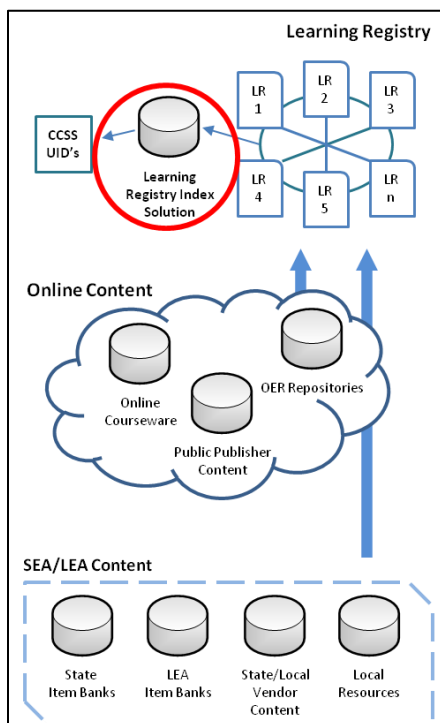 Learning Registry
LR
1
LR
2
LR
3
CCSS
UID's
Learning
Registry Index
Solution
LR
4
LR
5
LR
n
Online Content
Online
Courseware
OER Repositories
Public Publisher
Content
SEA/LEA Content
State
Item Banks
LEA
Item Banks
State/Local
Vendor
Content
Local
Resources